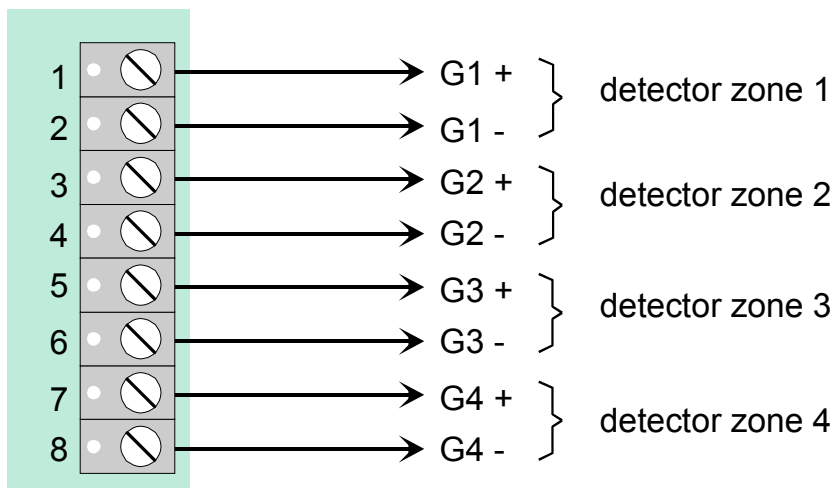 1 G1 +
detector zone 1
2 G1 -
3 G2 +
detector zone 2
4 G2 -
5 G3 +
detector zone 3
6 G3 -
7 G4 +
detector zone 4
8 G4 -